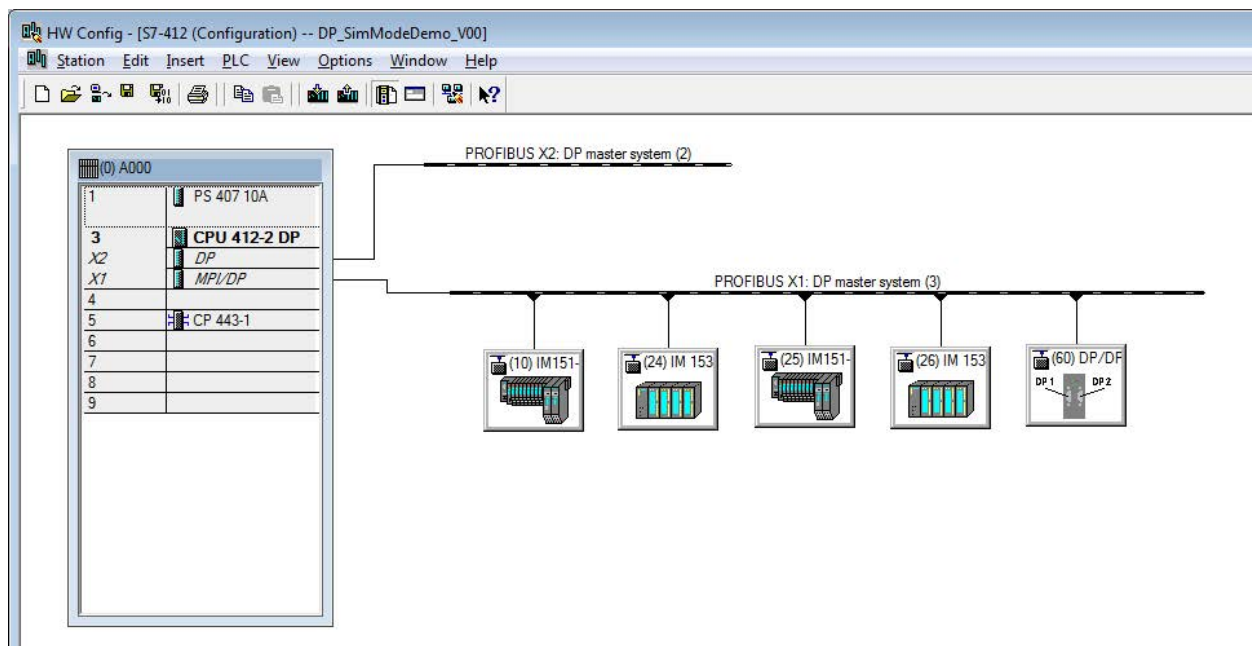 HW Config - [S7-412 (Configuration) -- DP_SimModeDemo_V00]
Station Edit Insert PLC View Options Window Help
(0) A000
1 PS 407 10A
3 CPU 412-2 DP
X2 DP
X1 MPI/DP
4
5 CP 443-1
6
7
8
9
PROFIBUS X2: DP master system (2)
PROFIBUS X1: DP master system (3)
(10) IM151-
(24) IM 153
(25) IM151-
(26) IM 153
(60) DP/DF
DP 1 DP 2